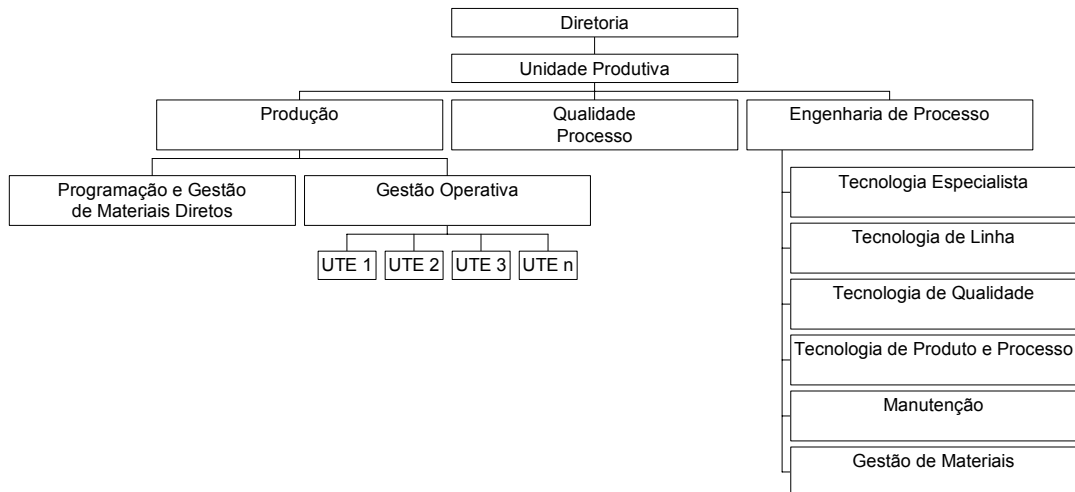 Diretoria
Unidade Produtiva
Produção
Qualidade
Processo
Engenharia de Processo
Programação e Gestão
de Materiais Diretos
Gestão Operativa
UTE 1
UTE 2
UTE 3
UTE n
Tecnologia Especialista
Tecnologia de Linha
Tecnologia de Qualidade
Tecnologia de Produto e Processo
Manutenção
Gestão de Materiais